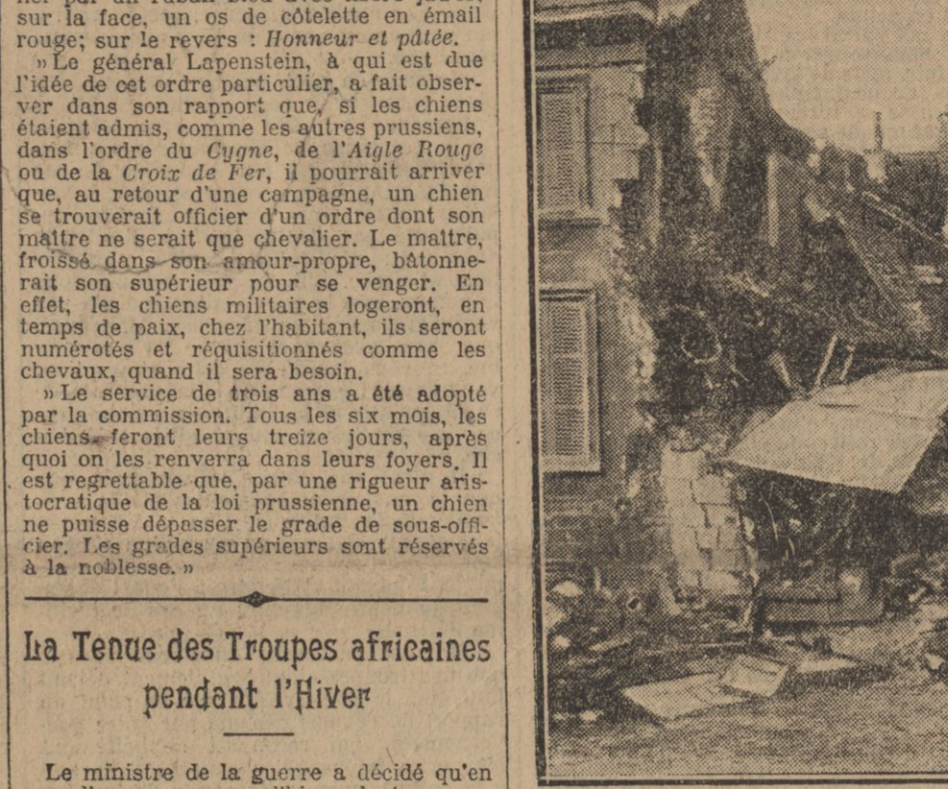 sur la face, un os de côtelette en émail
rouge; sur le revers : Honneur et pâtée.
» Le général Lapenstein, à qui est due
l'idée de cet ordre particulier, a fait obser-
ver dans son rapport que, si les chiens
étaient admis, comme les autres prussiens,
dans l'ordre du Cygne, de l'Aigle Rouge
ou de la Croix de Fer, il pourrait arriver
que, au retour d'une campagne, un chien
se trouverait officier d'un ordre dont son
maître ne serait que chevalier. Le maître,
froissé dans son amour-propre, bâtonne-
rait son supérieur pour se venger. En
effet, les chiens militaires logeront, en
temps de paix, chez l'habitant, ils seront
numérotés et réquisitionnés comme les
chevaux, quand il sera besoin.
» Le service de trois ans a été adopté
par la commission. Tous les six mois, les
chiens feront leurs treize jours, après
quoi on les renverra dans leurs foyers. Il
est regrettable que, par une rigueur aris-
tocratique de la loi prussienne, un chien
ne puisse dépasser le grade de sous-offi-
cier. Les grades supérieurs sont réservés
à la noblesse. »
La Tenue des Troupes africaines
pendant l'Hiver
Le ministre de la guerre a décidé qu'en